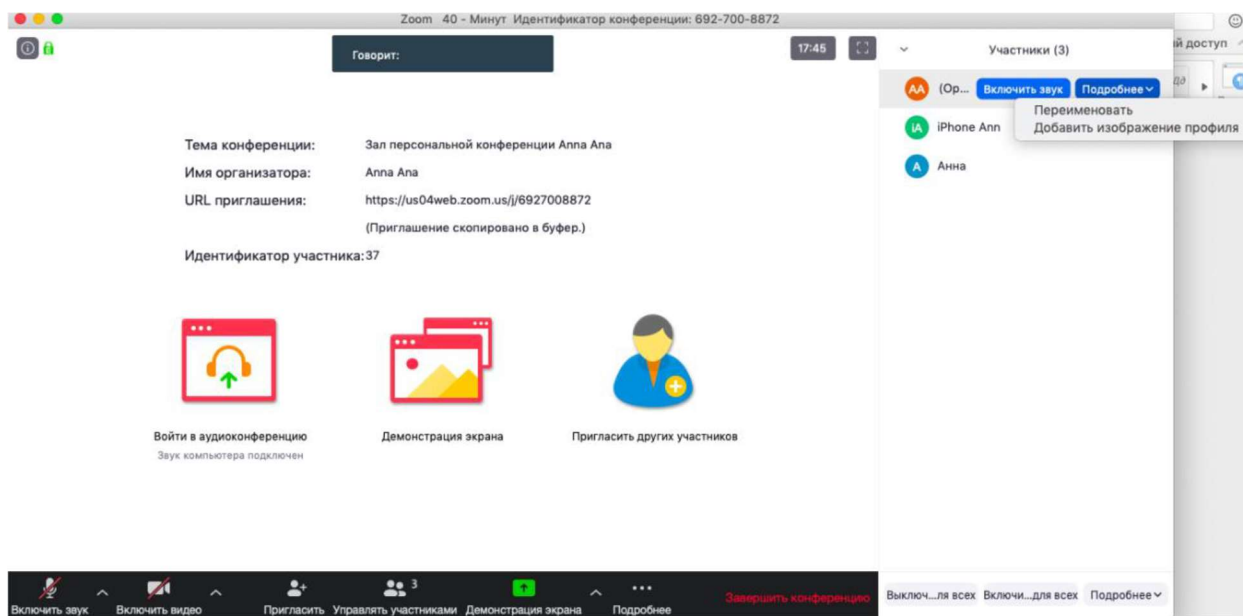 Zoom 40 - Минут Идентификатор конференции: 692-700-8872
Говорит:
17:45
Участники (3)
й доступ
AA (Op... Включить звук Подробнее
Переименовать
Добавить изображение профиля
iA iPhone Ann
A Анна
Тема конференции: Зал персональной конференции Anna Ana
Имя организатора: Anna Ana
URL приглашения: https://us04web.zoom.us/j/6927008872
(Приглашение скопировано в буфер.)
Идентификатор участника: 37
Войти в аудиоконференцию
Звук компьютера подключен
Демонстрация экрана
Пригласить других участников
Включить звук
Включить видео
Пригласить
3
Управлять участниками
Демонстрация экрана
Подробнее
Завершить конференцию
Выключ...ля всех Включи...для всех Подробнее